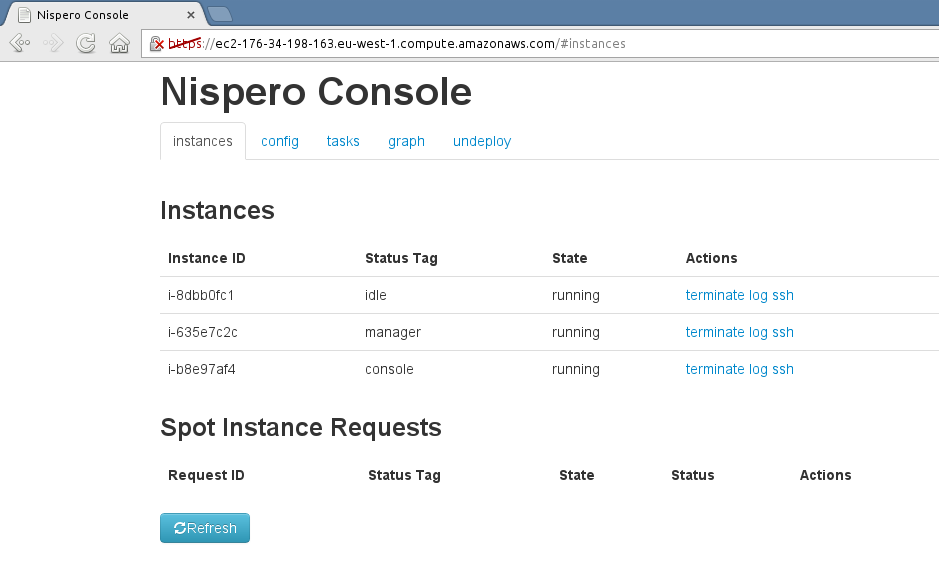 Nispero Console
https://ec2-176-34-198-163.eu-west-1.compute.amazonaws.com/#instances
Nispero Console
instances config tasks graph undeploy
Instances
Instance ID Status Tag State Actions
i-8dbb0fc1 idle running terminate log ssh
i-635e7c2c manager running terminate log ssh
i-b8e97af4 console running terminate log ssh
Spot Instance Requests
Request ID Status Tag State Status Actions
Refresh